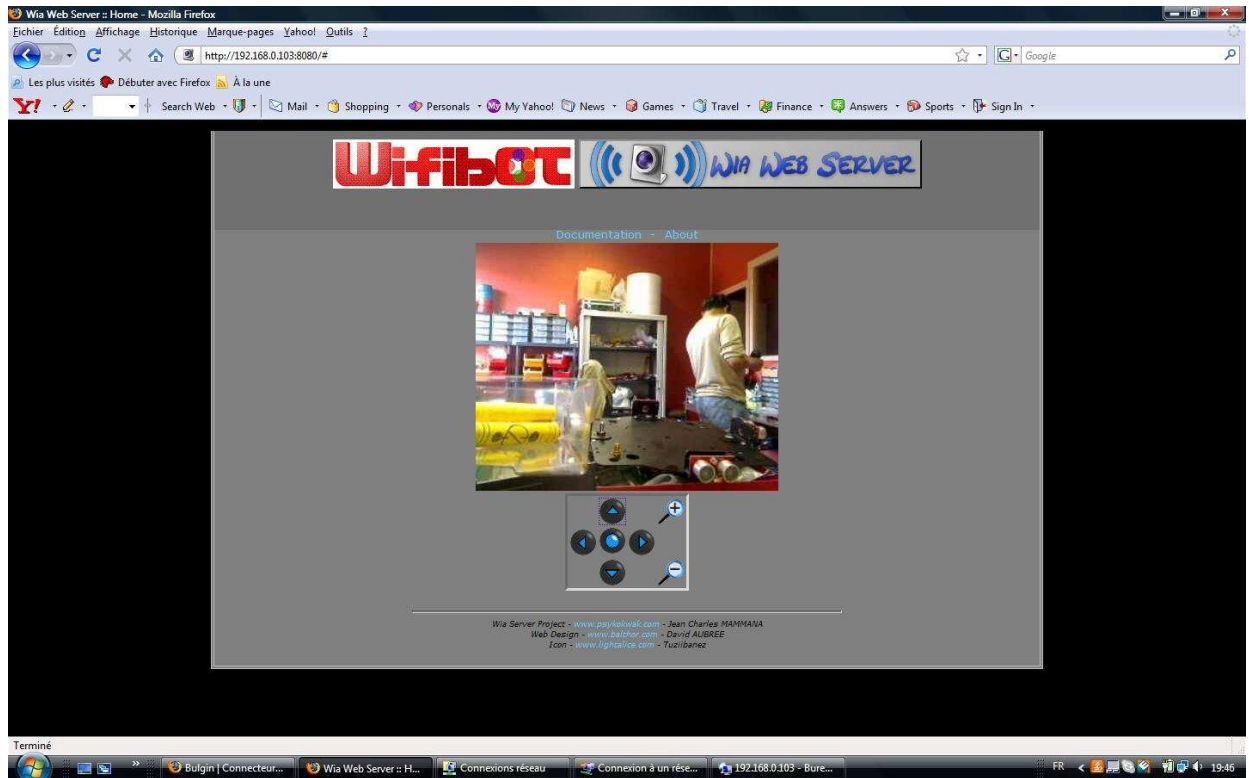 Wia Web Server :: Home - Mozilla Firefox
Fichier Édition Affichage Historique Marque-pages Yahoo! Outils ?
http://192.168.0.103:8080/#
Google
Les plus visités Débuter avec Firefox À la une
Y! Search Web Mail Shopping Personals My Yahoo! News Games Travel Finance Answers Sports Sign In
Wifibot WIA WEB SERVER
Documentation - About
Wia Server Project - www.psykokwak.com - Jean Charles MAMMANA
Web Design - www.balther.com - David AUBREE
Icon - www.lightalice.com - Tuziibanez
Terminé
Bulgin | Connecteur... Wia Web Server :: H... Connexions réseau Connexion à un rése... 192.168.0.103 - Bure... FR 19:46